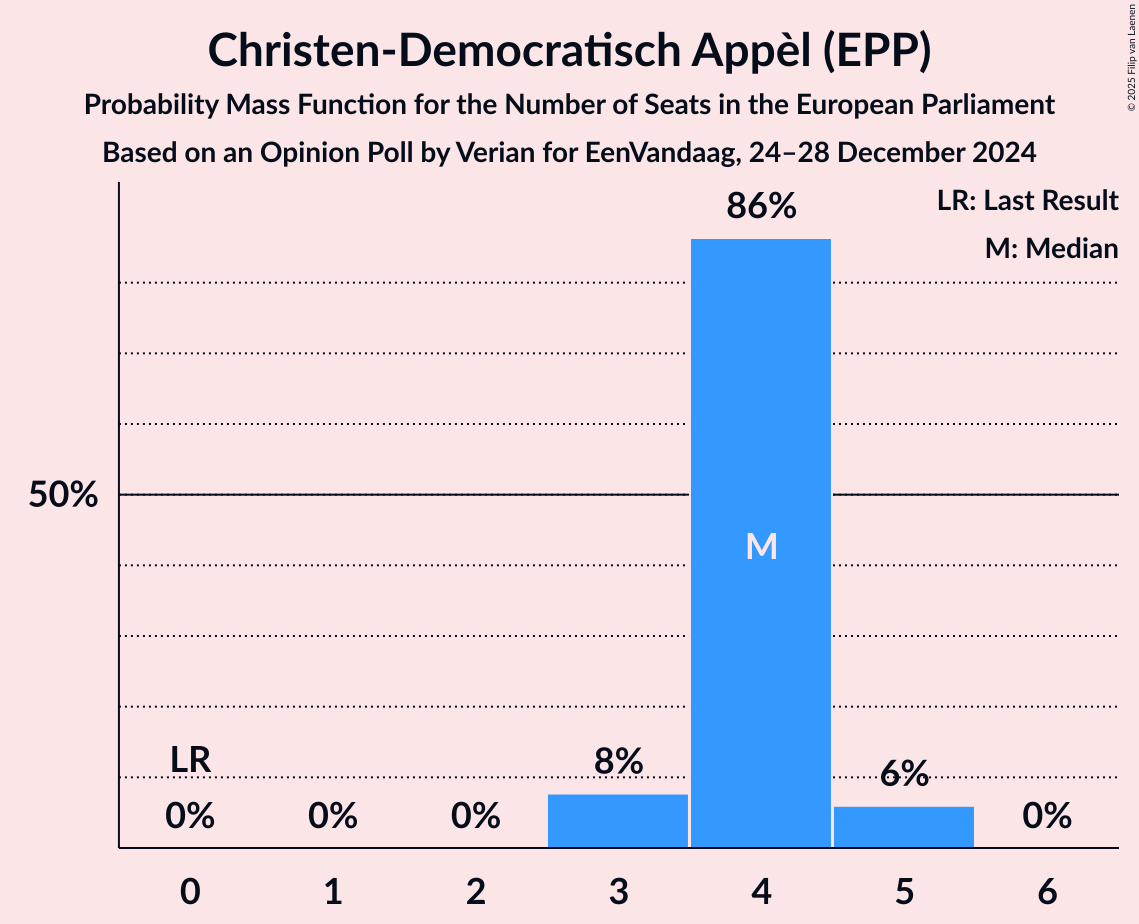 Christen-Democratisch Appèl (EPP)
Probability Mass Function for the Number of Seats in the European Parliament
Based on an Opinion Poll by Verian for EenVandaag, 24–28 December 2024
© 2025 Filip van Laenen
LR: Last Result
M: Median
86%
50%
M
LR
8%
6%
0%
0%
0%
0%
0
1
2
3
4
5
6